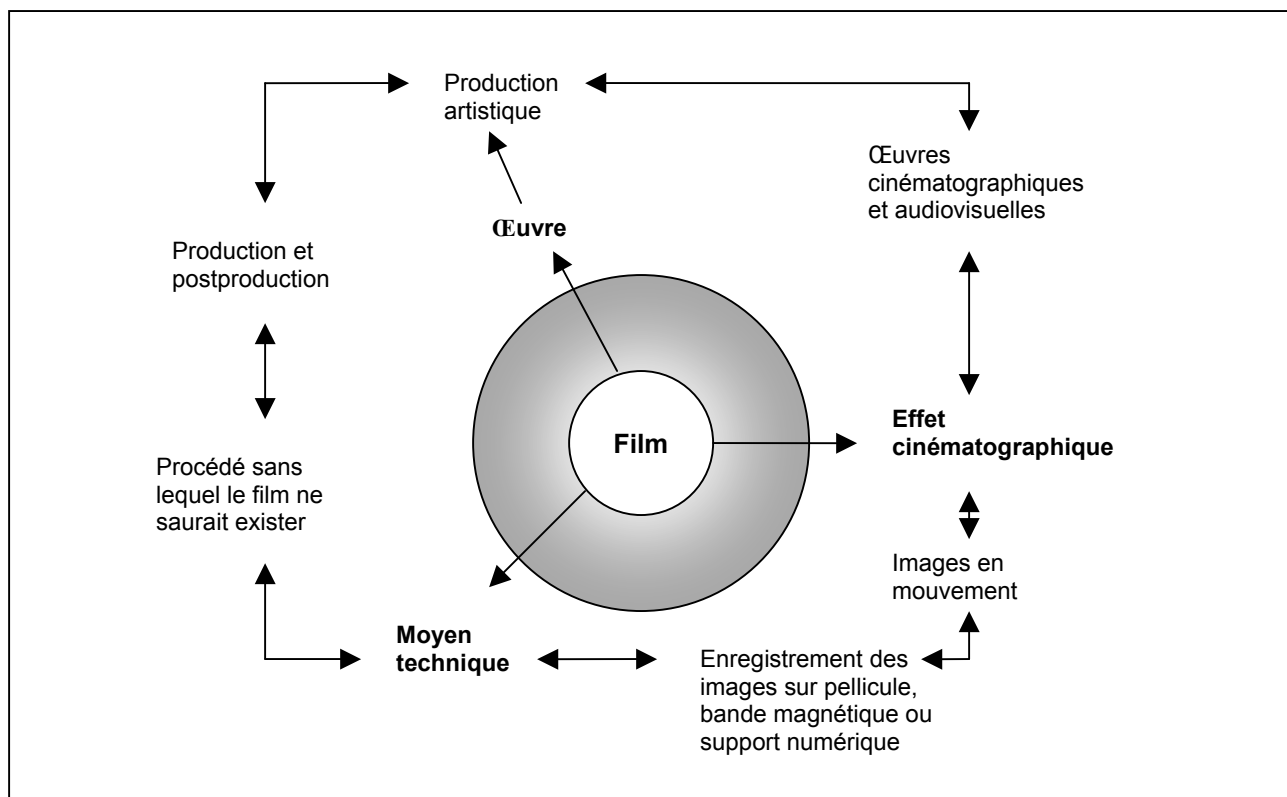 Production
artistique
Œuvres
cinématographiques
et audiovisuelles
Œuvre
Production et
postproduction
Film
Effet
cinématographique
Procédé sans
lequel le film ne
saurait exister
Images en
mouvement
Moyen
technique
Enregistrement des
images sur pellicule,
bande magnétique ou
support numérique